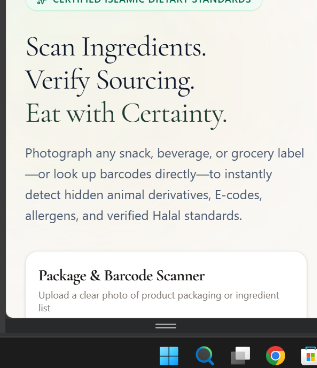 CERTIFIED ISLAMIC DIETARY STANDARDS
Scan Ingredients.
Verify Sourcing.
Eat with Certainty.
Photograph any snack, beverage, or grocery label
—or look up barcodes directly—to instantly
detect hidden animal derivatives, E-codes,
allergens, and verified Halal standards.
Package & Barcode Scanner
Upload a clear photo of product packaging or ingredient
list